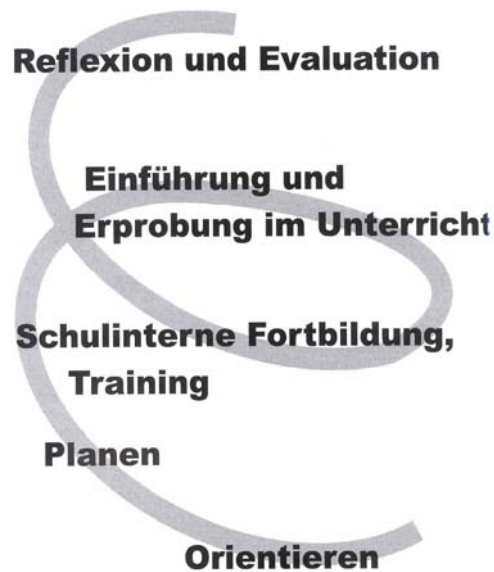 Reflexion und Evaluation
Einführung und
Erprobung im Unterricht
Schulinterne Fortbildung,
Training
Planen
Orientieren